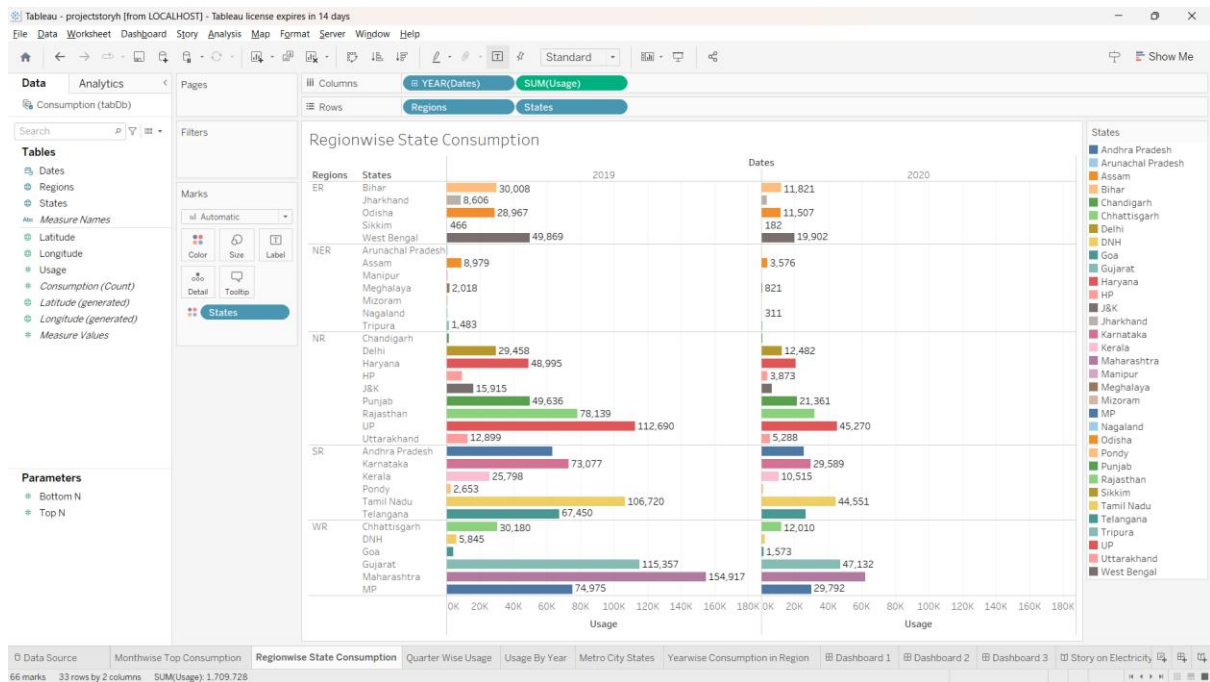 Tableau - projectstoryh [from LOCALHOST] - Tableau license expires in 14 days
File Data Worksheet Dashboard Story Analysis Map Format Server Window Help
Standard Show Me
Data Analytics
Consumption (tabDb)
Search
Tables
Dates
Regions
States
Abc Measure Names
Latitude
Longitude
Usage
Consumption (Count)
Latitude (generated)
Longitude (generated)
Measure Values
Parameters
Bottom N
Top N
Pages
Filters
Marks
Automatic
Color Size Label
Detail Tooltip
States
Columns YEAR(Dates) SUM(Usage)
Rows Regions States
Regionwise State Consumption
Dates
Regions States 2019 2020
ER Bihar 30,008 11,821
Jharkhand 8,606
Odisha 28,967 11,507
Sikkim 466 182
West Bengal 49,869 19,902
NER Arunachal Pradesh
Assam 8,979 3,576
Manipur
Meghalaya 2,018 821
Mizoram
Nagaland 311
Tripura 1,483
NR Chandigarh
Delhi 29,458 12,482
Haryana 48,995
HP 3,873
J&K 15,915
Punjab 49,636 21,361
Rajasthan 78,139
UP 112,690 45,270
Uttarakhand 12,899 5,288
SR Andhra Pradesh
Karnataka 73,077 29,589
Kerala 25,798 10,515
Pondy 2,653
Tamil Nadu 106,720 44,551
Telangana 67,450
WR Chhattisgarh 30,180 12,010
DNH 5,845
Goa 1,573
Gujarat 115,357 47,132
Maharashtra 154,917
MP 74,975 29,792
0K 20K 40K 60K 80K 100K 120K 140K 160K 180K 0K 20K 40K 60K 80K 100K 120K 140K 160K 180K
Usage Usage
States
Andhra Pradesh
Arunachal Pradesh
Assam
Bihar
Chandigarh
Chhattisgarh
Delhi
DNH
Goa
Gujarat
Haryana
HP
J&K
Jharkhand
Karnataka
Kerala
Maharashtra
Manipur
Meghalaya
Mizoram
MP
Nagaland
Odisha
Pondy
Punjab
Rajasthan
Sikkim
Tamil Nadu
Telangana
Tripura
UP
Uttarakhand
West Bengal
Data Source Monthwise Top Consumption Regionwise State Consumption Quarter Wise Usage Usage By Year Metro City States Yearwise Consumption in Region Dashboard 1 Dashboard 2 Dashboard 3 Story on Electricity
66 marks 33 rows by 2 columns SUM(Usage): 1,709,728